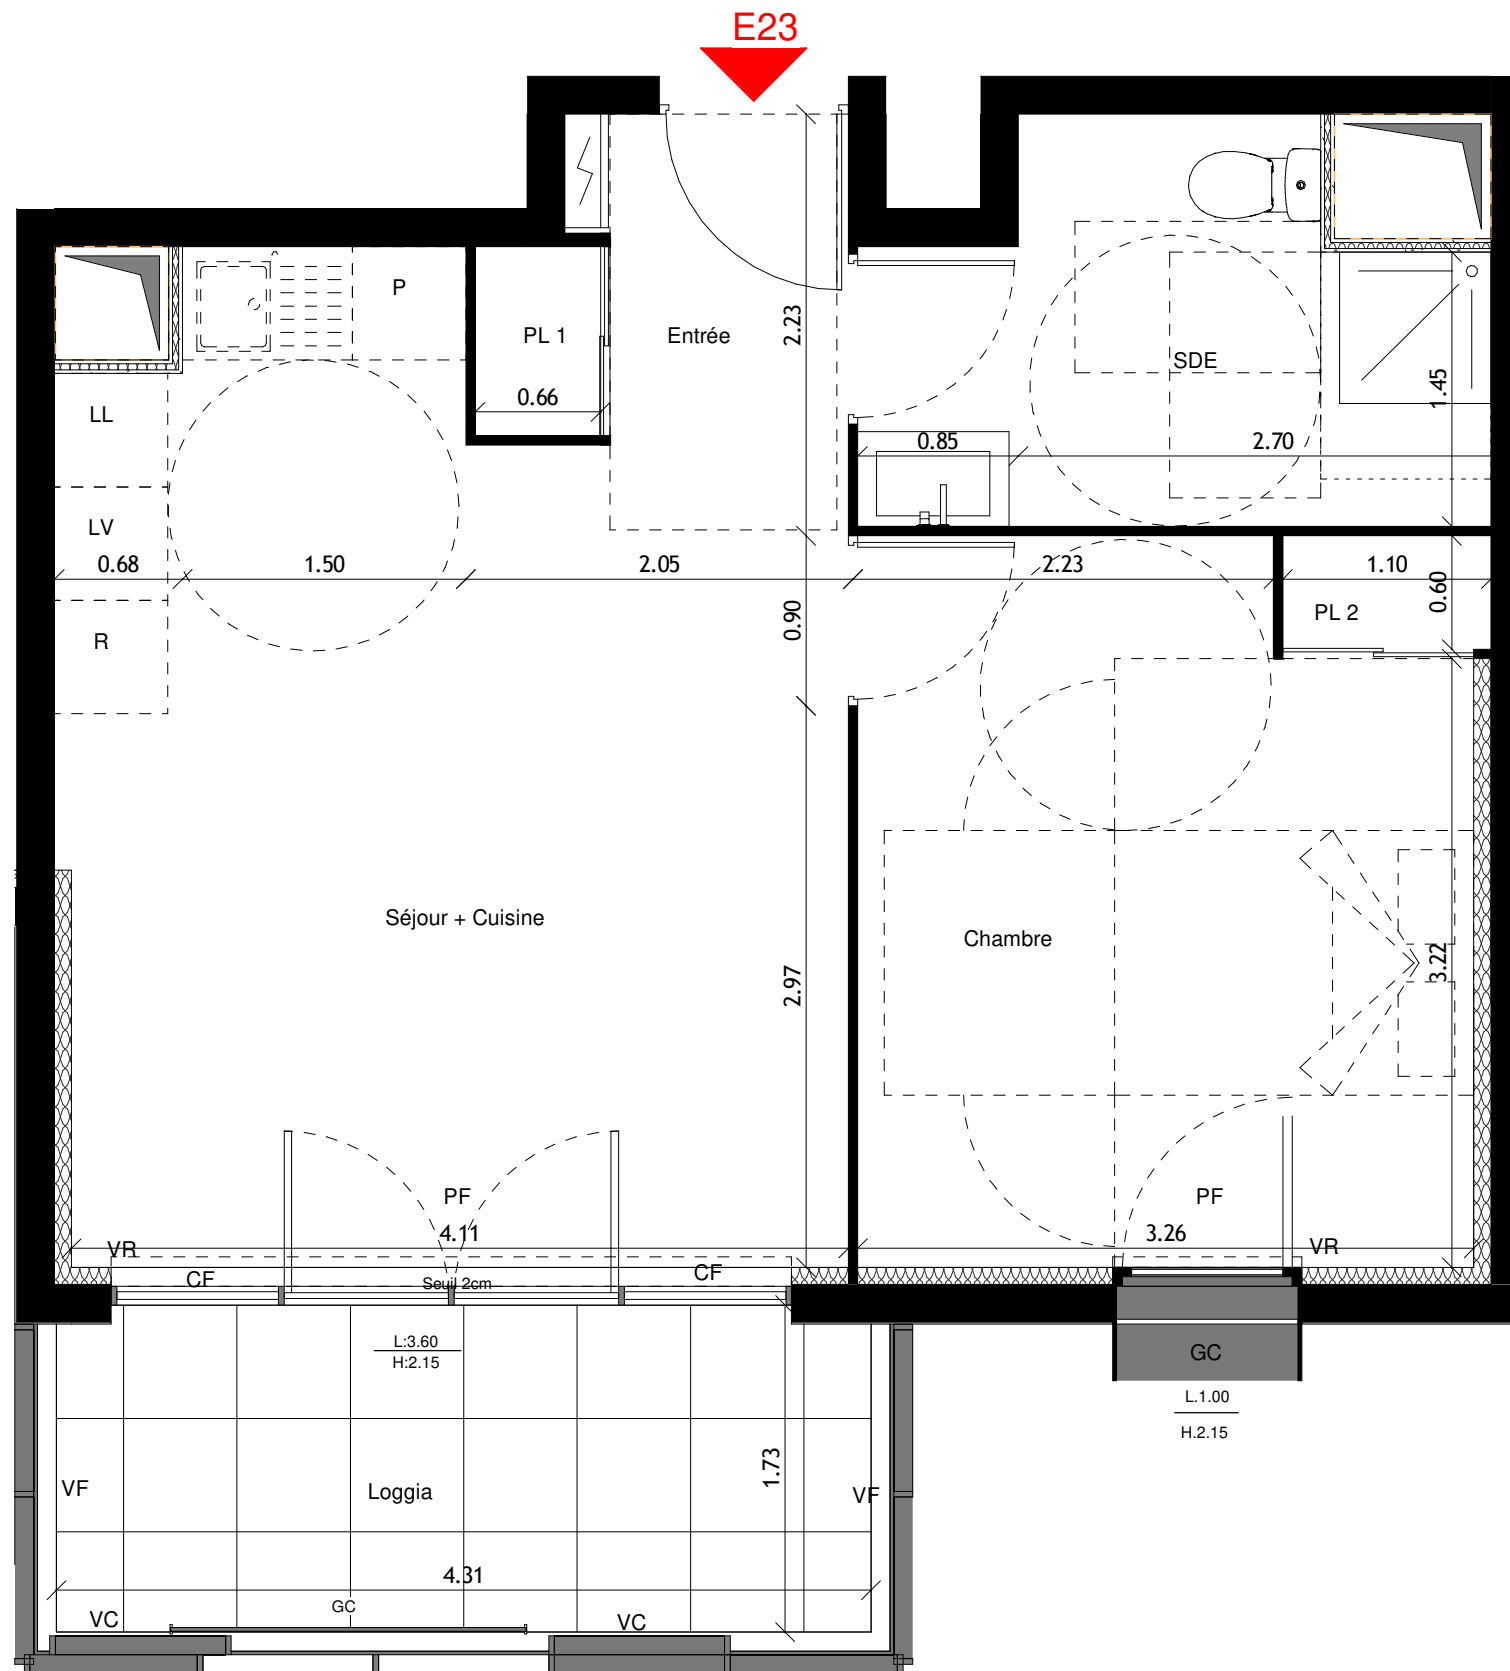 E23
P
PL 1
Entrée
2.23
SDE
0.66
1.45
LL
0.85
2.70
LV
0.68
1.50
2.05
2.23
1.10
0.60
PL 2
0.90
R
Séjour + Cuisine
Chambre
3.22
2.97
PF
PF
4.11
3.26
VR
VR
CF
Seuil 2cm
CF
L:3.60
H:2.15
GC
L.1.00
H.2.15
1.73
VF
Loggia
VF
4.31
GC
VC
VC